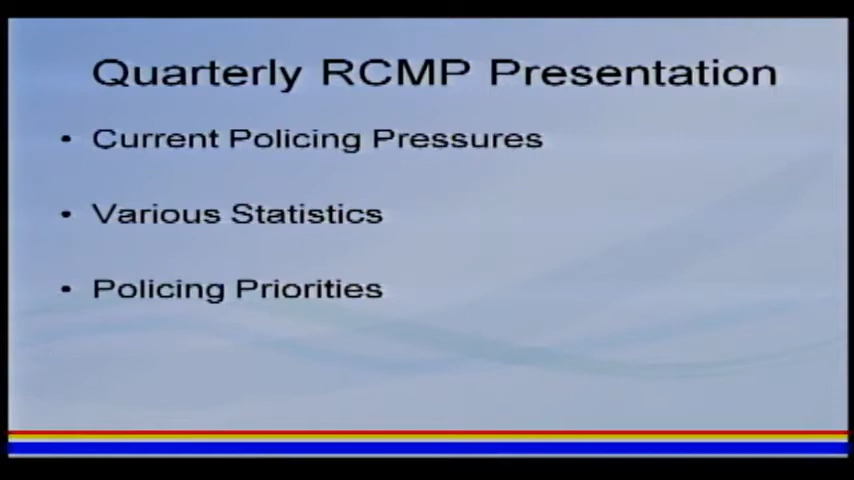 Quarterly RCMP Presentation
• Current Policing Pressures
• Various Statistics
• Policing Priorities